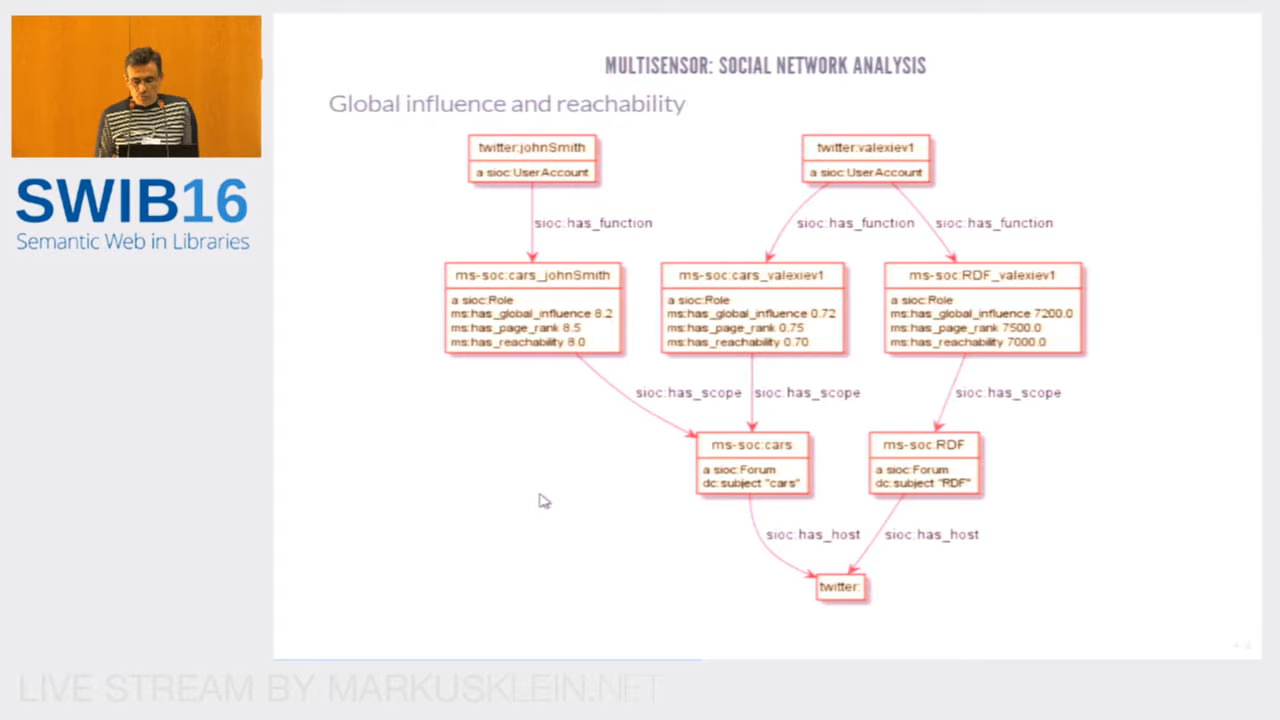 MULTISENSOR: SOCIAL NETWORK ANALYSIS
Global influence and reachability
twitter:johnSmith
a sioc:UserAccount
twitter:valexiev1
a sioc:UserAccount
sioc:has_function
sioc:has_function
sioc:has_function
ms-soc:cars_johnSmith
a sioc:Role
ms:has_global_influence 8.2
ms:has_page_rank 8.5
ms:has_reachability 8.0
ms-soc:cars_valexiev1
a sioc:Role
ms:has_global_influence 0.72
ms:has_page_rank 0.75
ms:has_reachability 0.70
ms-soc:RDF_valexiev1
a sioc:Role
ms:has_global_influence 7200.0
ms:has_page_rank 7500.0
ms:has_reachability 7000.0
sioc:has_scope
sioc:has_scope
sioc:has_scope
ms-soc:cars
a sioc:Forum
dc:subject "cars"
ms-soc:RDF
a sioc:Forum
dc:subject "RDF"
sioc:has_host
sioc:has_host
twitter:
SWIB16
Semantic Web in Libraries
LIVE STREAM BY MARKUSKLEIN.NET